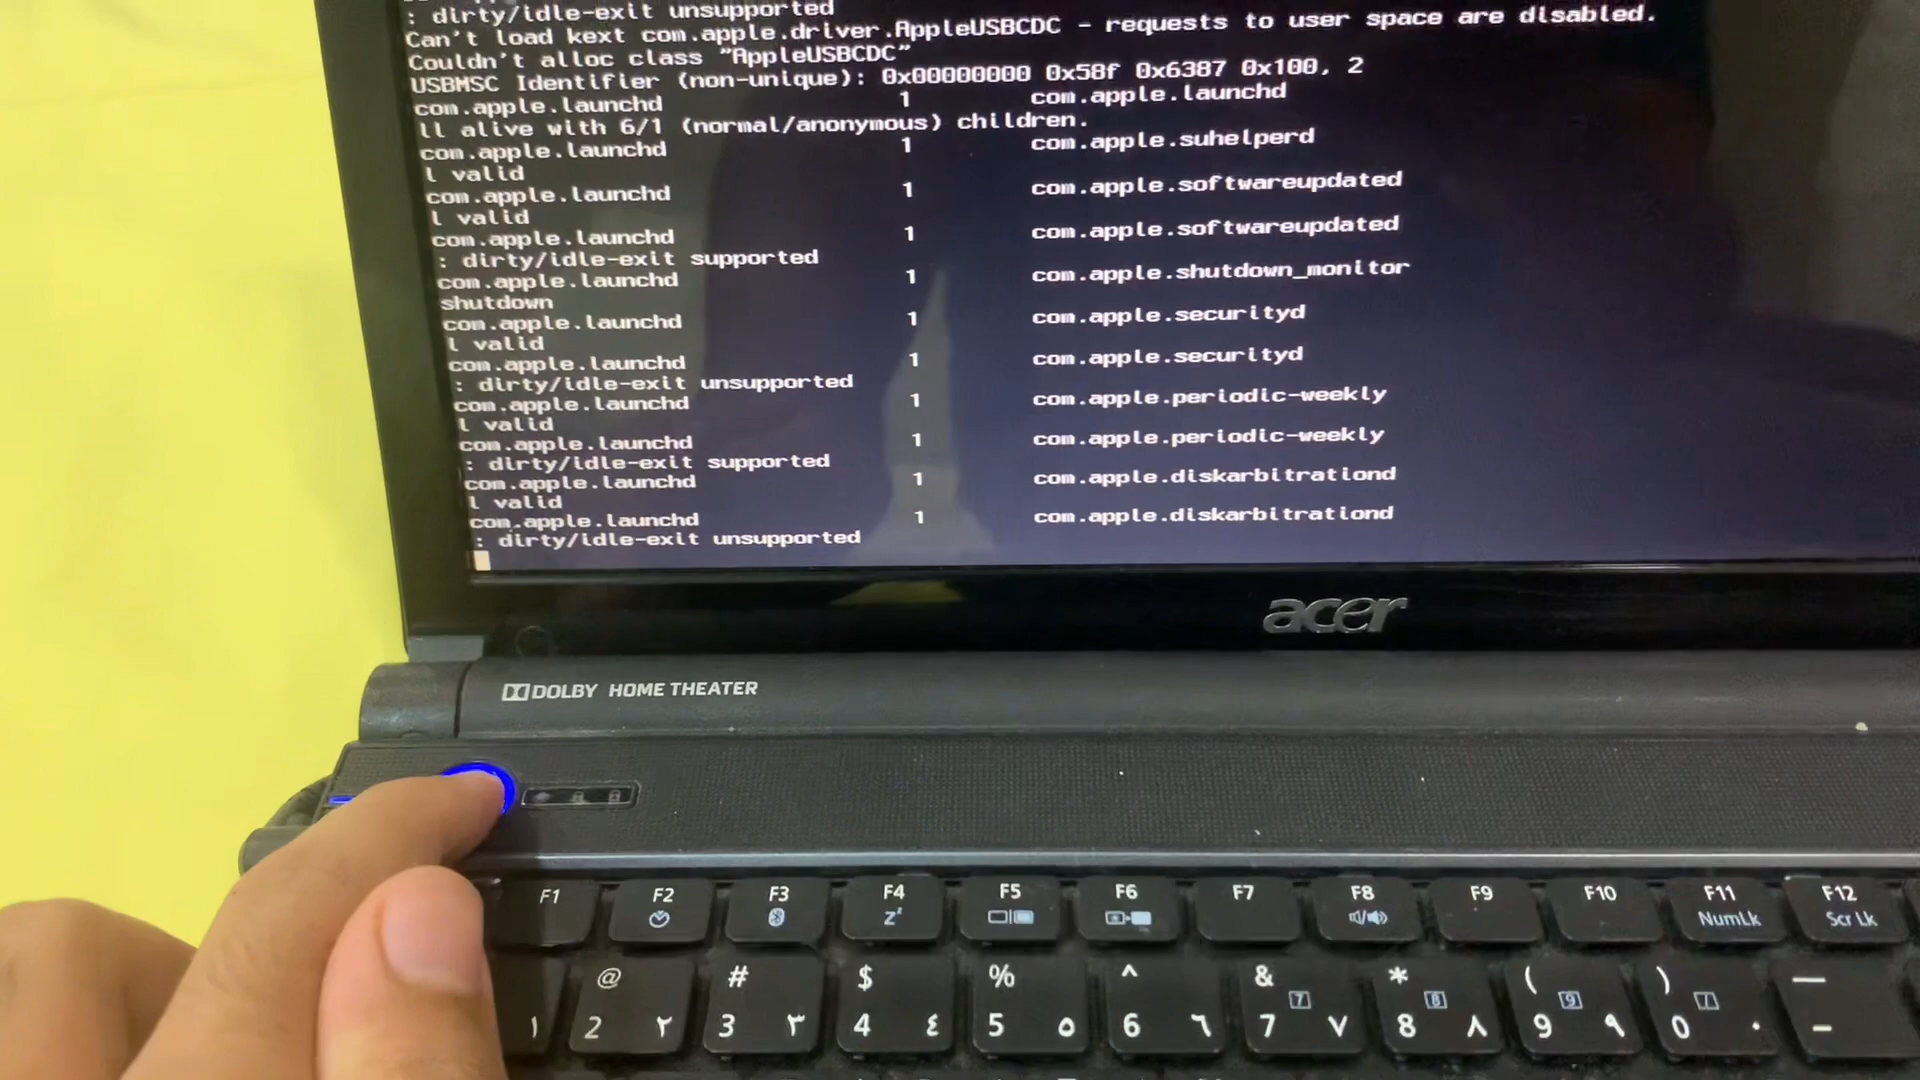 : dirty/idle-exit unsupported
Can't load kext com.apple.driver.AppleUSBCDC - requests to user space are disabled.
Couldn't alloc class "AppleUSBCDC"
USBMSC Identifier (non-unique): 0x00000000 0x58f 0x6387 0x100, 2
com.apple.launchd 1 com.apple.launchd
ll alive with 6/1 (normal/anonymous) children.
com.apple.launchd 1 com.apple.suhelperd
l valid
com.apple.launchd 1 com.apple.softwareupdated
l valid
com.apple.launchd 1 com.apple.softwareupdated
: dirty/idle-exit supported
com.apple.launchd 1 com.apple.shutdown_monitor
shutdown
com.apple.launchd 1 com.apple.securityd
l valid
com.apple.launchd 1 com.apple.securityd
: dirty/idle-exit unsupported
com.apple.launchd 1 com.apple.periodic-weekly
l valid
com.apple.launchd 1 com.apple.periodic-weekly
: dirty/idle-exit supported
com.apple.launchd 1 com.apple.diskarbitrationd
l valid
com.apple.launchd 1 com.apple.diskarbitrationd
: dirty/idle-exit unsupported
acer
DOLBY HOME THEATER
F1 F2 F3 F4 F5 F6 F7 F8 F9 F10 F11 F12
Zz NumLk Scr Lk
@ # $ % ^ & * ( ) _
7 8 9 /
١ 2 ٢ 3 ٣ 4 ٤ 5 ٥ 6 ٦ 7 ٧ 8 ٨ 9 ٩ 0 ٠ -